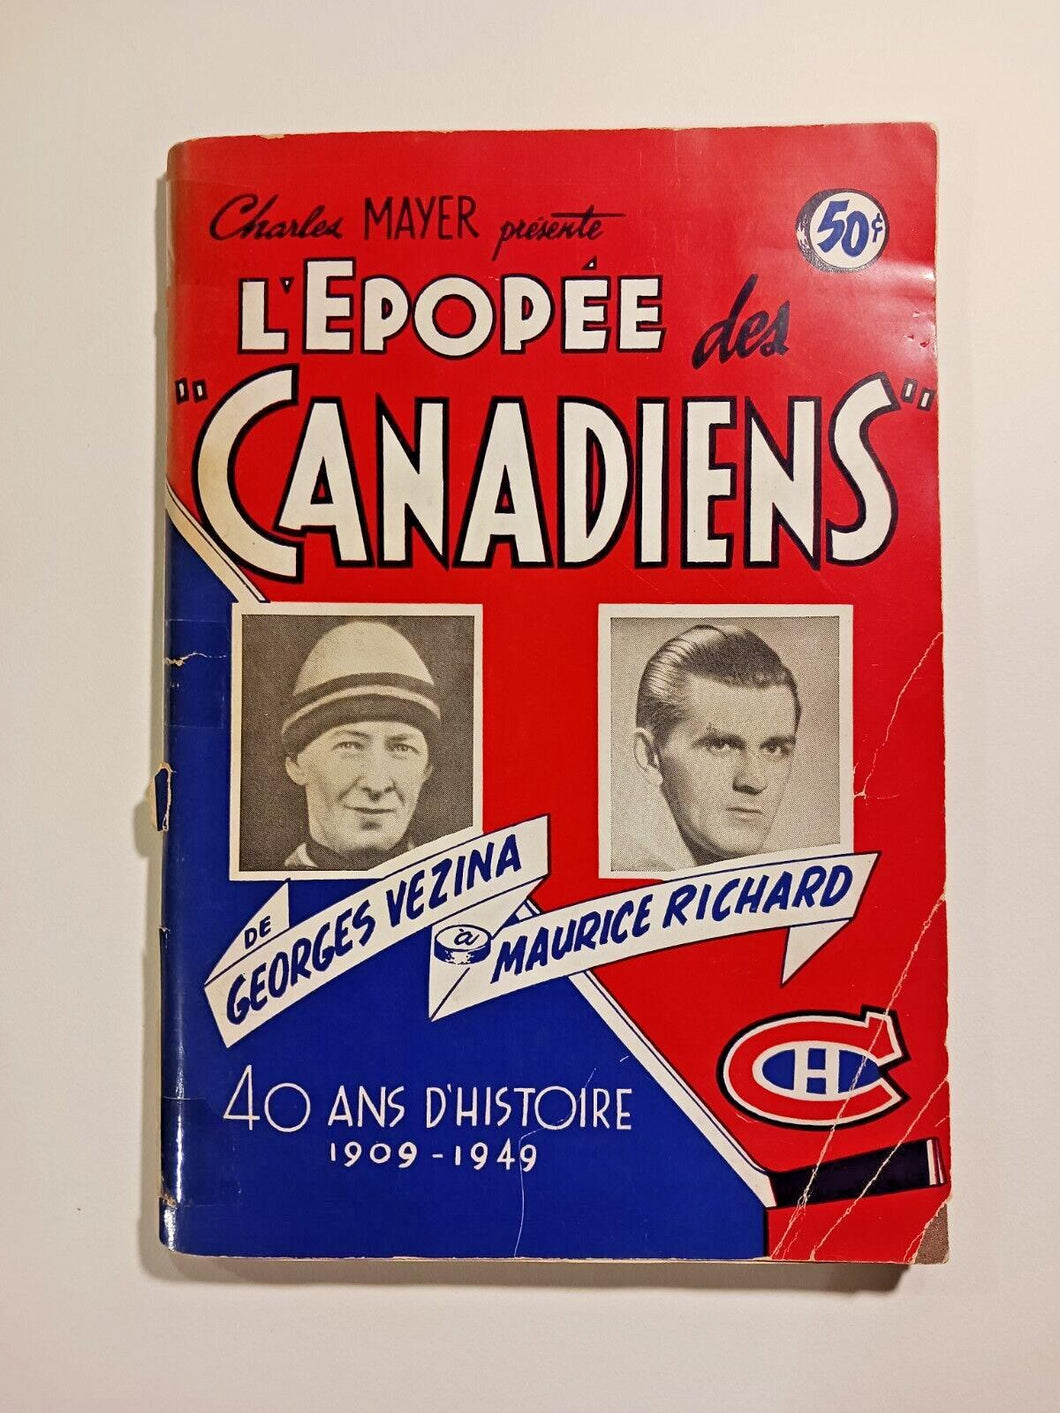 Charles MAYER présente
50¢
L'EPOPÉE des
"CANADIENS"
DE
GEORGES VEZINA
à
MAURICE RICHARD
CH
40 ANS D'HISTOIRE
1909-1949